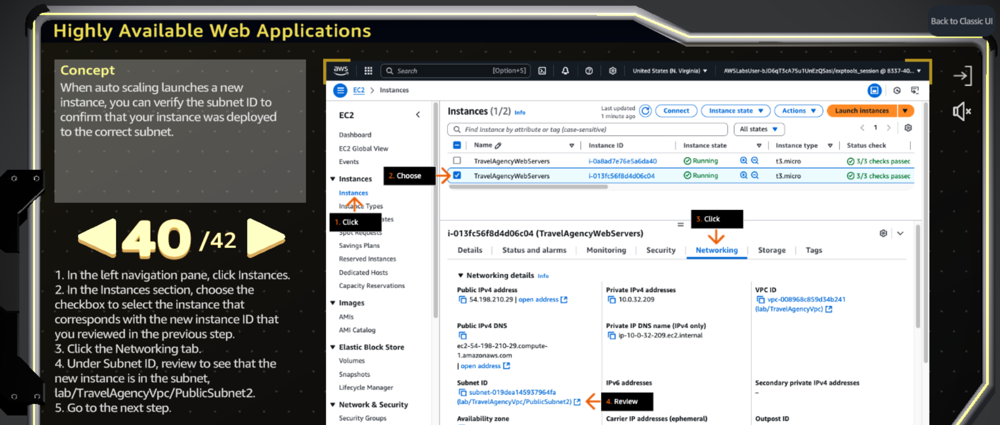 Back to Classic UI
Highly Available Web Applications
Concept
When auto scaling launches a new
instance, you can verify the subnet ID to
confirm that your instance was deployed
to the correct subnet.
40 /42
1. In the left navigation pane, click Instances.
2. In the Instances section, choose the
checkbox to select the instance that
corresponds with the new instance ID that
you reviewed in the previous step.
3. Click the Networking tab.
4. Under Subnet ID, review to see that the
new instance is in the subnet,
lab/TravelAgencyVpc/PublicSubnet2.
5. Go to the next step.
aws Search [Option+S] United States (N. Virginia) AWSLabsUser-bJD6qT3cA75u1UnEzQSasi/exptools_session @ 8337-40...
EC2 > Instances
EC2
Dashboard
EC2 Global View
Events
Instances
Instances
Instance Types
1. Click
ates
Spot Requests
Savings Plans
Reserved Instances
Dedicated Hosts
Capacity Reservations
Images
AMIs
AMI Catalog
Elastic Block Store
Volumes
Snapshots
Lifecycle Manager
Network & Security
Security Groups
Instances (1/2) Info
Last updated
1 minute ago
Connect Instance state Actions Launch instances
Find Instance by attribute or tag (case-sensitive) All states 1
Name Instance ID Instance state Instance type Status check
TravelAgencyWebServers i-0a8ad7e76e5a6da40 Running t3.micro 3/3 checks passec
2. Choose
TravelAgencyWebServers i-013fc56f8d4d06c04 Running t3.micro 3/3 checks passec
3. Click
i-013fc56f8d4d06c04 (TravelAgencyWebServers)
Details Status and alarms Monitoring Security Networking Storage Tags
Networking details Info
Public IPv4 address
54.198.210.29 | open address
Private IPv4 addresses
10.0.32.209
VPC ID
vpc-008968c859d34b241
(lab/TravelAgencyVpc)
Public IPv4 DNS
ec2-54-198-210-29.compute-
1.amazonaws.com
| open address
Private IP DNS name (IPv4 only)
ip-10-0-32-209.ec2.internal
Subnet ID
subnet-019dea145937964fa
(lab/TravelAgencyVpc/PublicSubnet2)
4. Review
IPv6 addresses
Secondary private IPv4 addresses
–
Availability zone
Carrier IP addresses (ephemeral)
Outpost ID